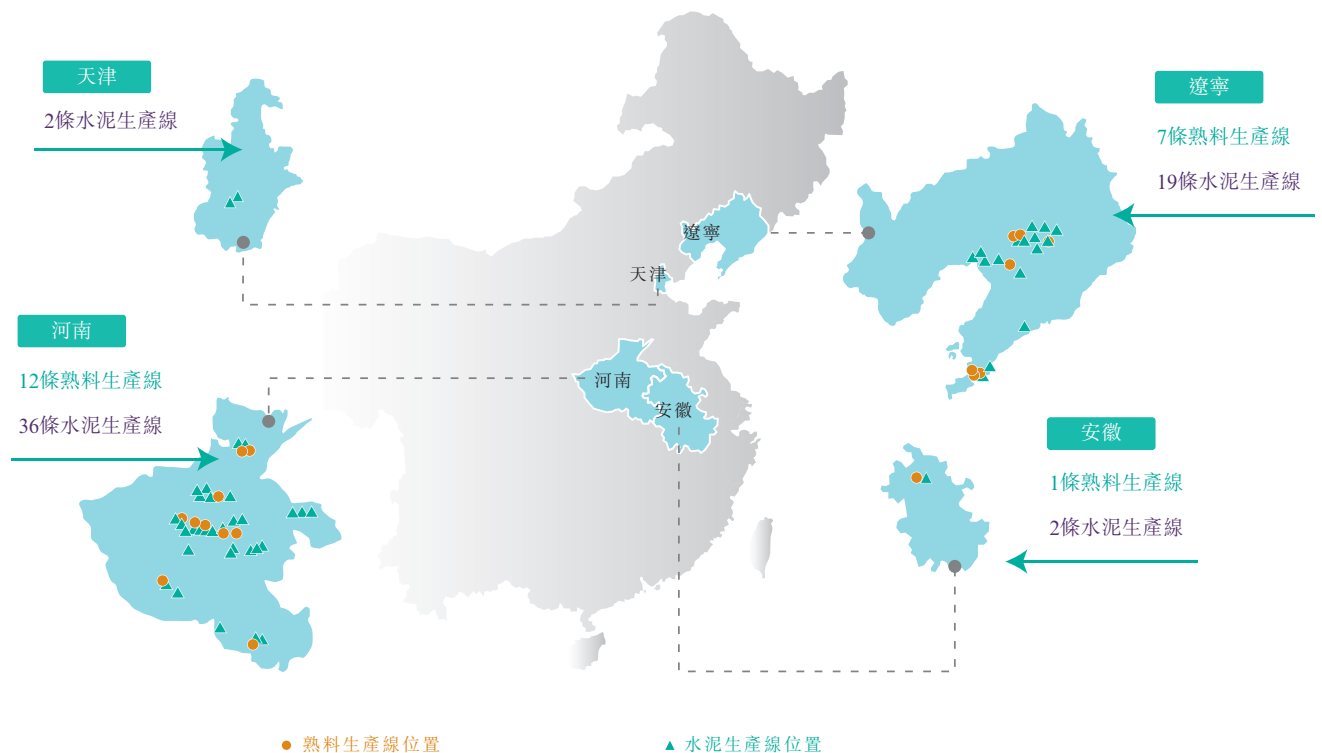 天津
2條水泥生產線
遼寧
7條熟料生產線
19條水泥生產線
遼寧
天津
河南
12條熟料生產線
36條水泥生產線
河南
安徽
安徽
1條熟料生產線
2條水泥生產線
熟料生產線位置
水泥生產線位置